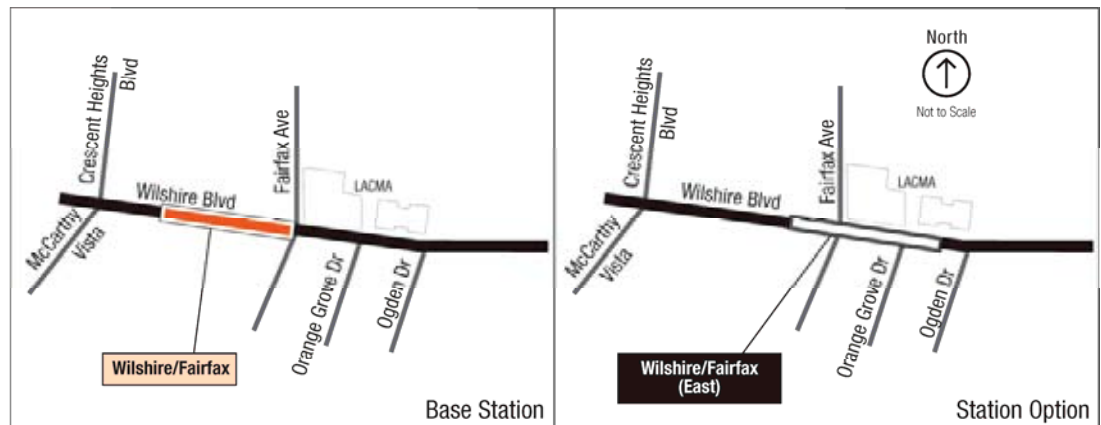 Crescent Heights
Blvd
Fairfax Ave
LACMA
Wilshire Blvd
McCarthy
Vista
Orange Grove Dr
Ogden Dr
Wilshire/Fairfax
Base Station
North
Not to Scale
Crescent Heights
Blvd
Fairfax Ave
LACMA
Wilshire Blvd
McCarthy
Vista
Orange Grove Dr
Ogden Dr
Wilshire/Fairfax
(East)
Station Option